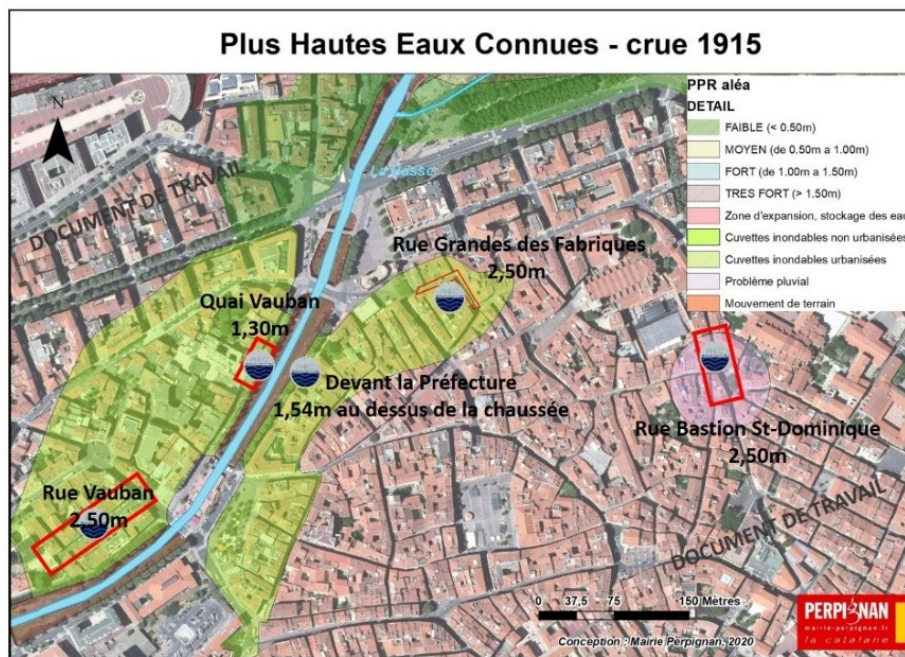 Plus Hautes Eaux Connues - crue 1915
N
DOCUMENT DE TRAVAIL
La Basse
PPR aléa
DETAIL
FAIBLE (< 0.50m)
MOYEN (de 0.50m a 1.00m)
FORT (de 1.00m a 1.50m)
TRES FORT (> 1.50m)
Zone d'expansion, stockage des eau
Cuvettes inondables non urbanisées
Cuvettes inondables urbanisées
Problème pluvial
Mouvement de terrain
Rue Grandes des Fabriques
2,50m
Quai Vauban
1,30m
Devant la Préfecture
1,54m au dessus de la chaussée
Rue Bastion St-Dominique
2,50m
Rue Vauban
2,50m
DOCUMENT DE TRAVAIL
0 37,5 75 150 Mètres
Conception : Mairie Perpignan, 2020
PERPIGNAN
mairie-perpignan.fr
la catalane